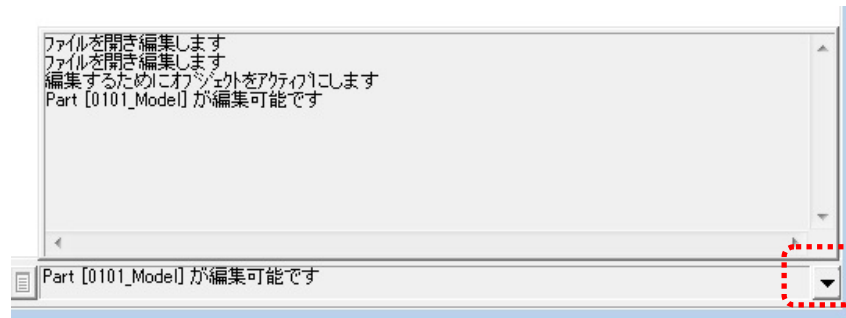 ﾌｧｲﾙを開き編集します
ﾌｧｲﾙを開き編集します
編集するためにｵﾌﾞｼﾞｪｸﾄをｱｸﾃｨﾌﾞにします
Part [0101_Model] が編集可能です
Part [0101_Model] が編集可能です